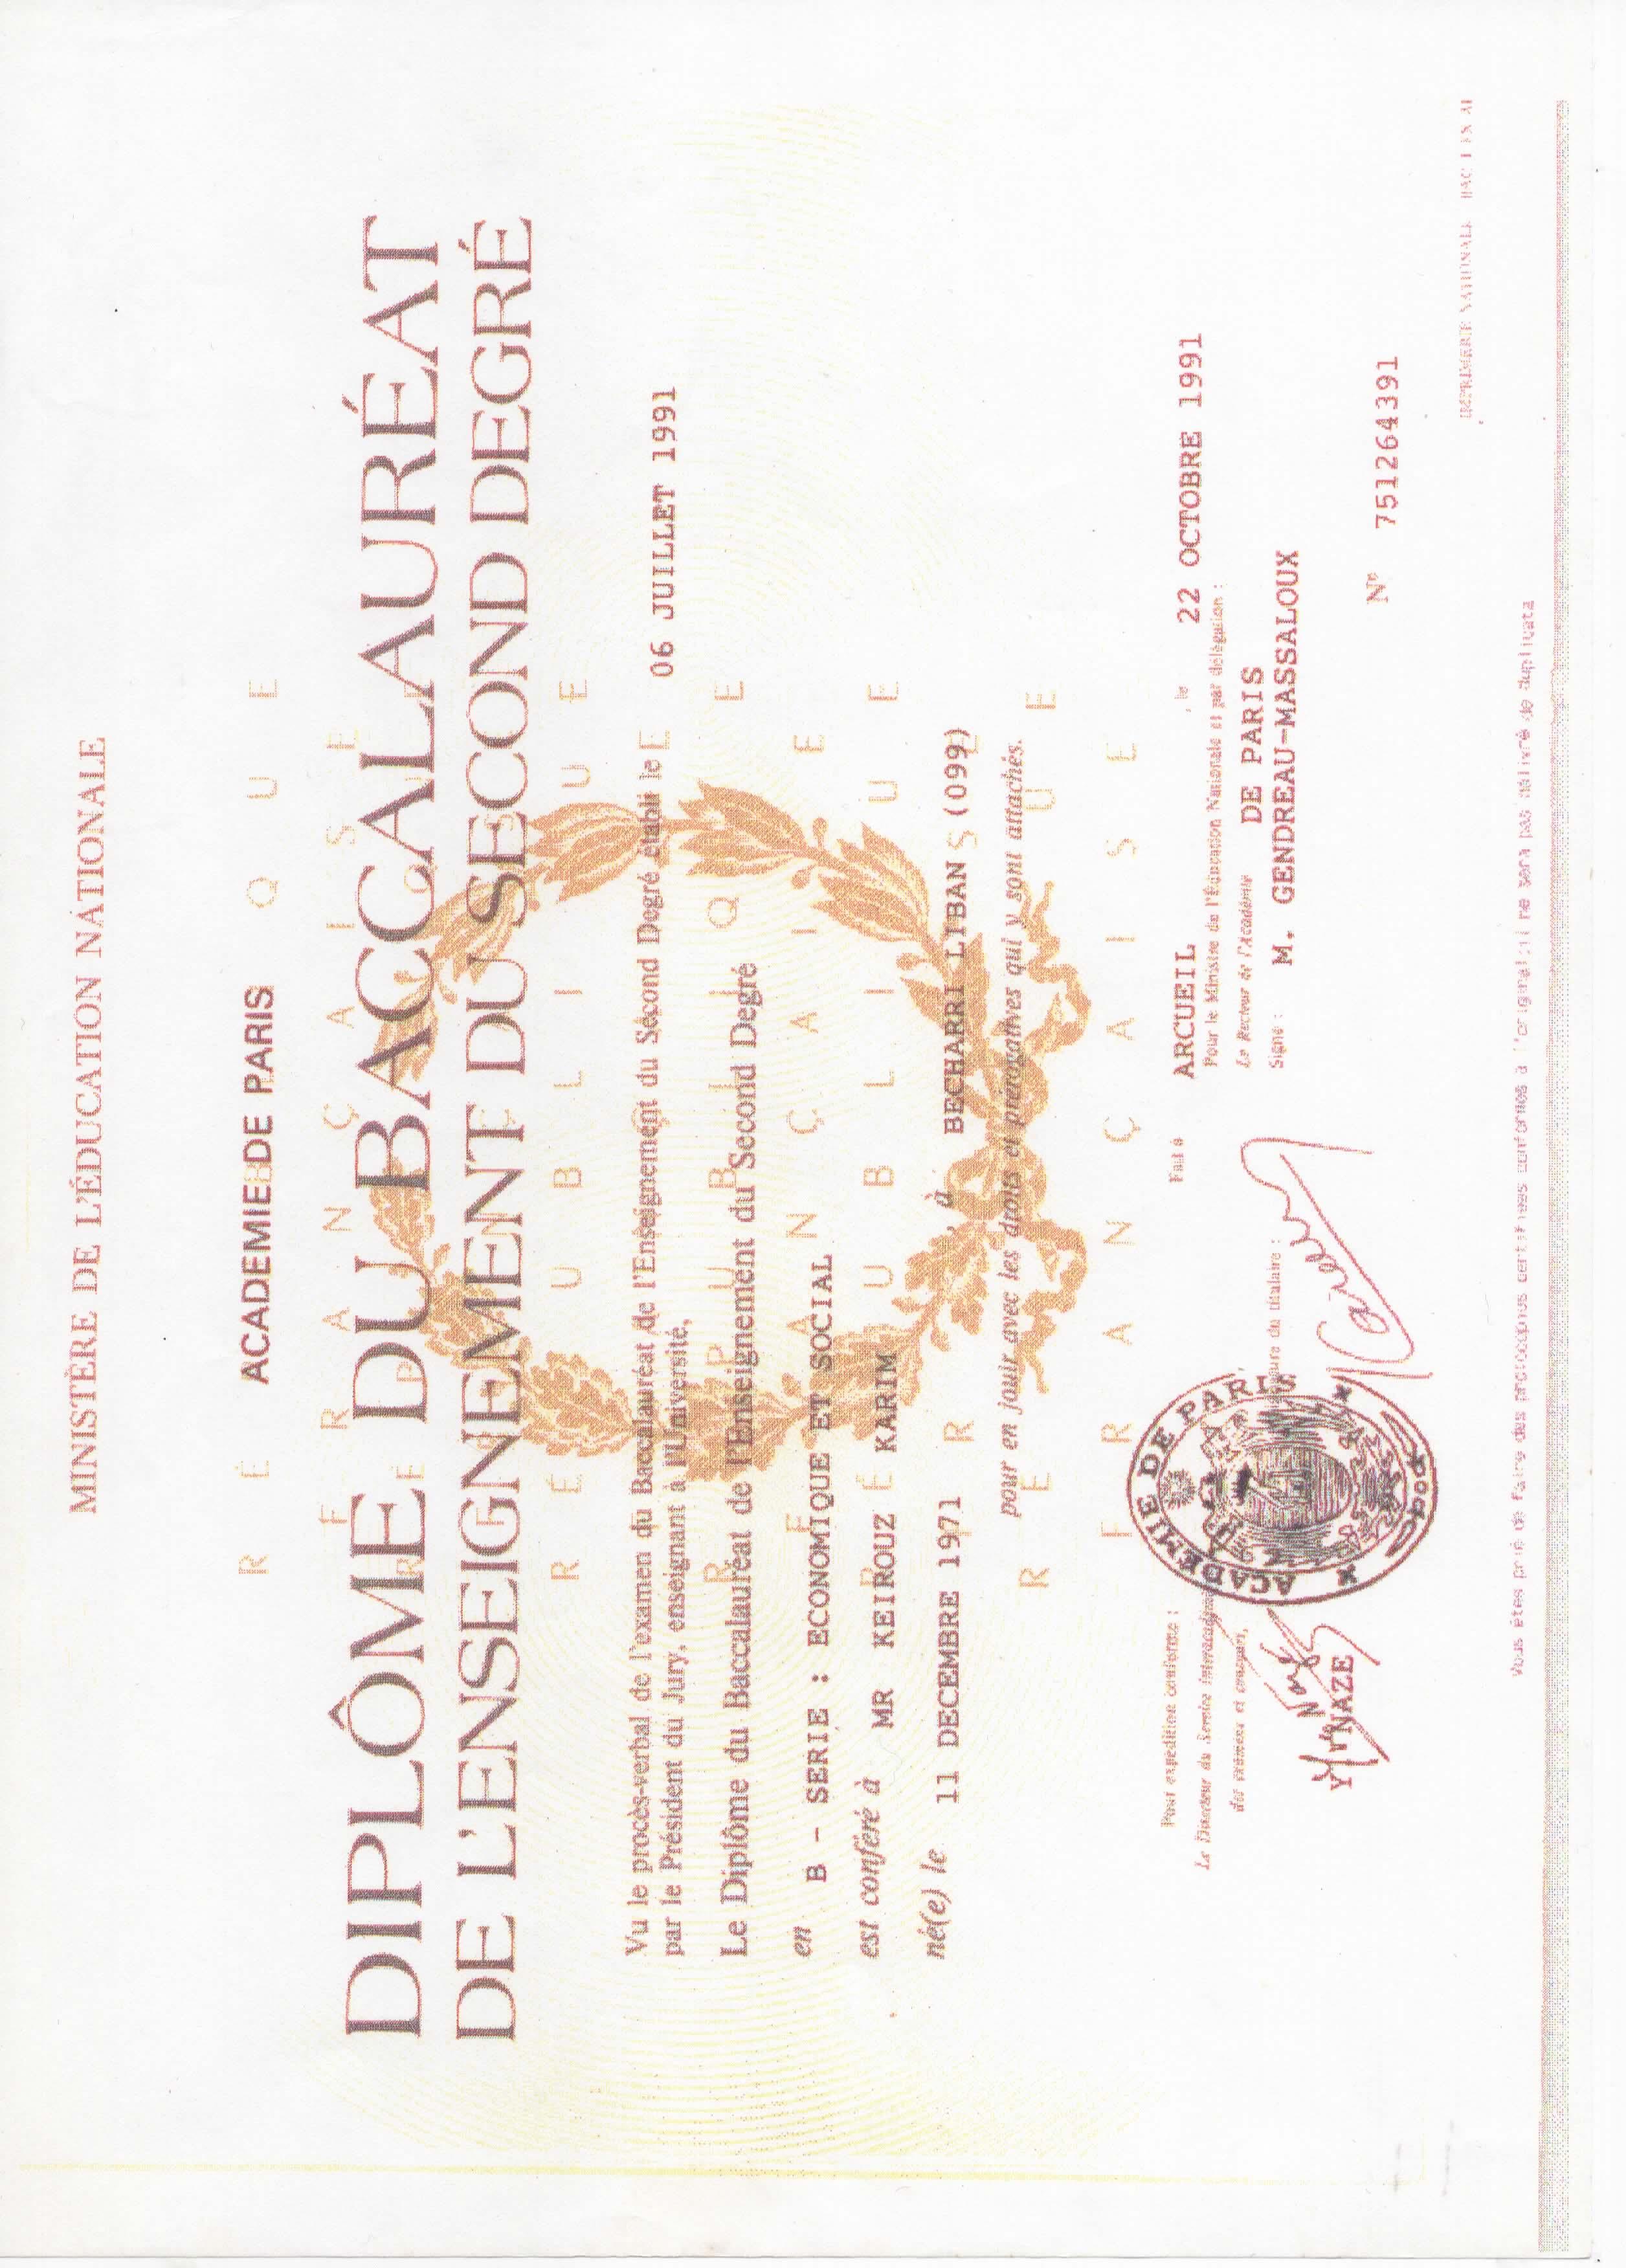 MINISTÈRE DE L'ÉDUCATION NATIONALE
ACADEMIE DE PARIS
DIPLÔME DU BACCALAURÉAT
DE L'ENSEIGNEMENT DU SECOND DEGRÉ
Vu le procès-verbal de l'examen du Baccalauréat de l'Enseignement du Second Degré établi le 06 JUILLET 1991
par le Président du Jury, enseignant à l'Université,
Le Diplôme du Baccalauréat de l'Enseignement du Second Degré
en B - SERIE : ECONOMIQUE ET SOCIAL
est conféré à MR KEIROUZ KARIM
né(e) le 11 DECEMBRE 1971, à BECHARRI LIBAN (099)
pour en jouir avec les droits et prérogatives qui y sont attachés.
RÉPUBLIQUE
FRANÇAISE
Pour expédition conforme :
Le Directeur du Service interacadém
des examens et concours,
Y NAZE
ACADEMIE DE PARIS
du titulaire :
Karim
Fait à ARCUEIL, le 22 OCTOBRE 1991
Pour le Ministre de l'Éducation Nationale et par délégation :
Le Recteur de l'Académie DE PARIS
Signé : M. GENDREAU-MASSALOUX
N° 751264391
IMPRIMERIE NATIONALE BAC 1 EX AI
Vous êtes prié de faire des photocopies certifiées conformes à l'original:il ne sera pas délivré de duplicata